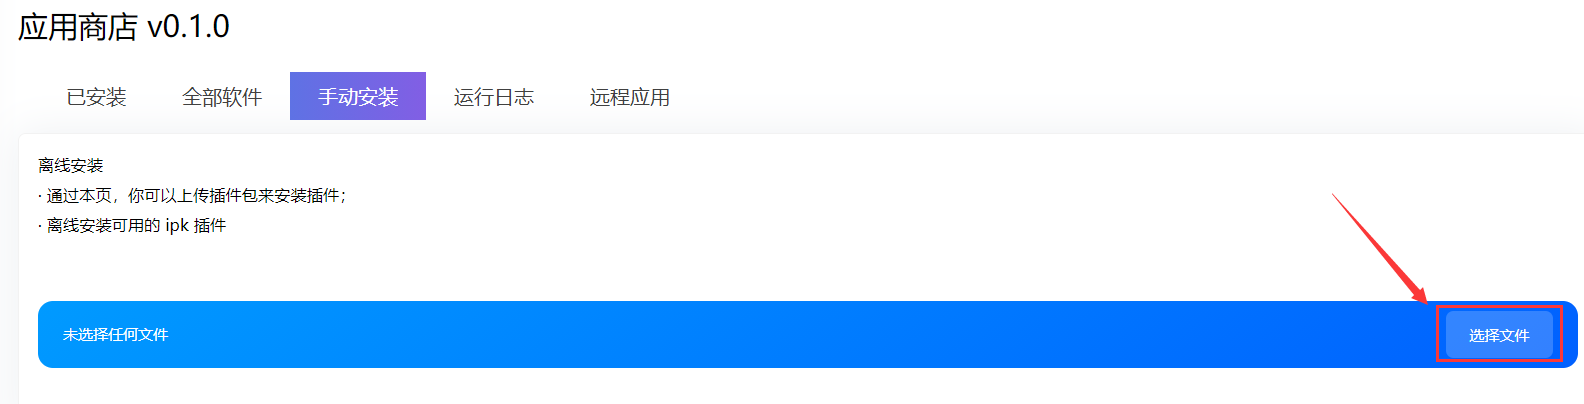 应用商店 v0.1.0
已安装 全部软件 手动安装 运行日志 远程应用
离线安装
· 通过本页，你可以上传插件包来安装插件；
· 离线安装可用的 ipk 插件
未选择任何文件 选择文件